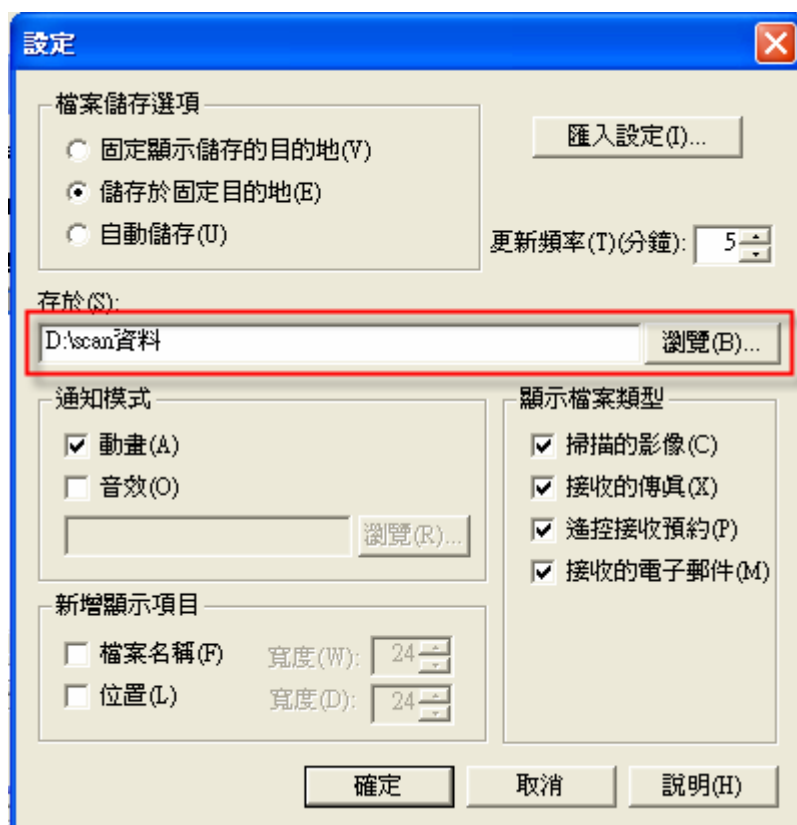 設定
檔案儲存選項
固定顯示儲存的目的地(V)
儲存於固定目的地(E)
自動儲存(U)
匯入設定(I)...
更新頻率(T)(分鐘): 5
存於(S):
D:\scan資料 瀏覽(B)...
通知模式
動畫(A)
音效(O)
瀏覽(R)...
顯示檔案類型
掃描的影像(C)
接收的傳真(X)
遙控接收預約(P)
接收的電子郵件(M)
新增顯示項目
檔案名稱(F) 寬度(W): 24
位置(L) 寬度(D): 24
確定 取消 說明(H)